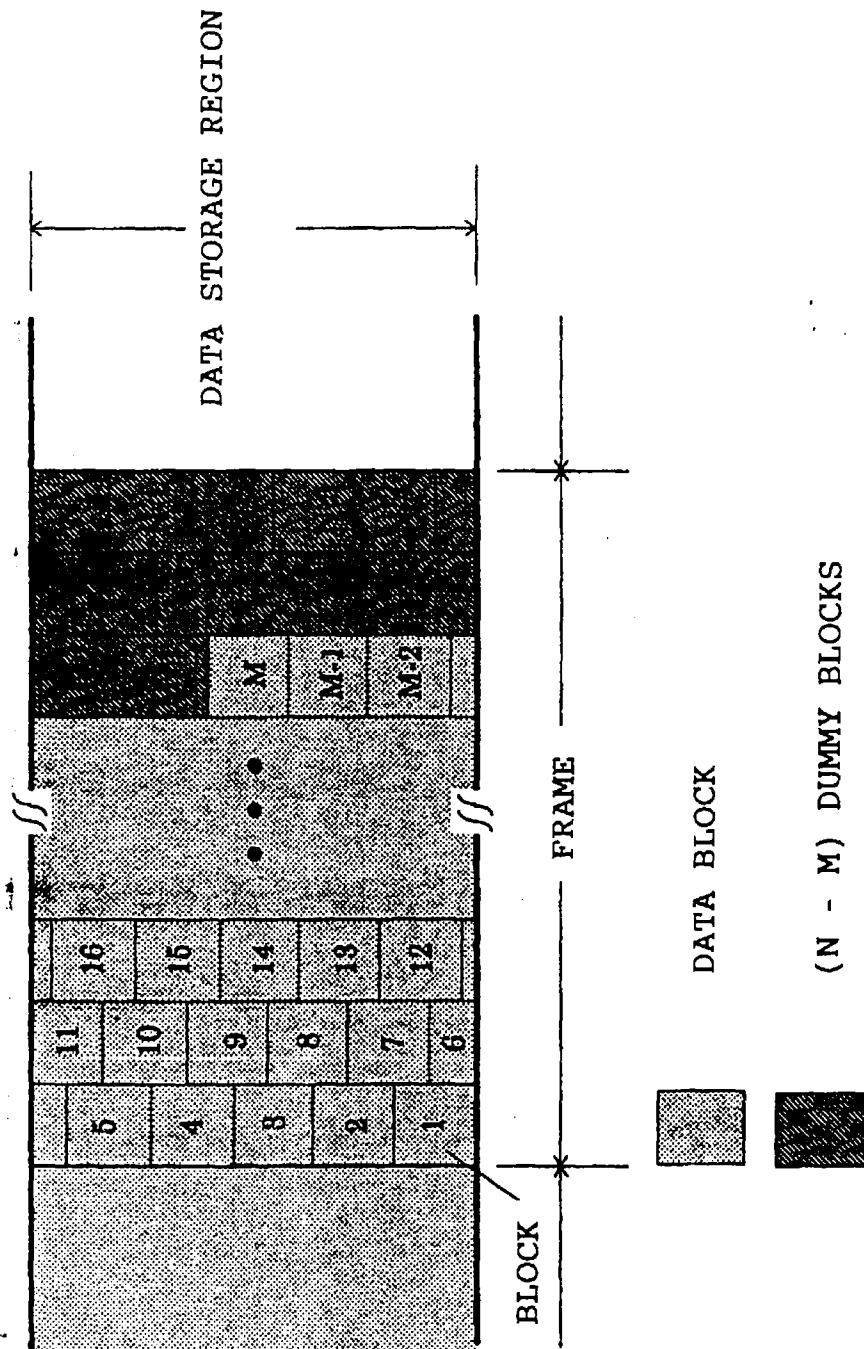 DATA STORAGE REGION
11
16
5
10
15
4
9
14
M
3
8
13
M-1
2
7
12
M-2
1
6
BLOCK
FRAME
DATA BLOCK
(N - M) DUMMY BLOCKS